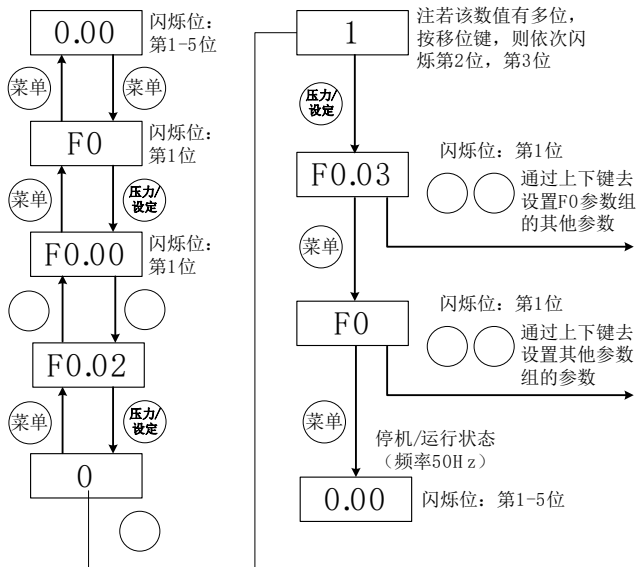 0.00
闪烁位：
第1-5位
菜单
菜单
F0
闪烁位：
第1位
菜单
压力/
设定
F0.00
闪烁位：
第1位
F0.02
菜单
压力/
设定
0
1
注若该数值有多位，
按移位键，则依次闪
烁第2位，第3位
压力/
设定
F0.03
闪烁位：第1位
通过上下键去
设置F0参数组
的其他参数
菜单
F0
闪烁位：第1位
通过上下键去
设置其他参数
组的参数
菜单
停机/运行状态
（频率50Hz）
0.00
闪烁位：第1-5位